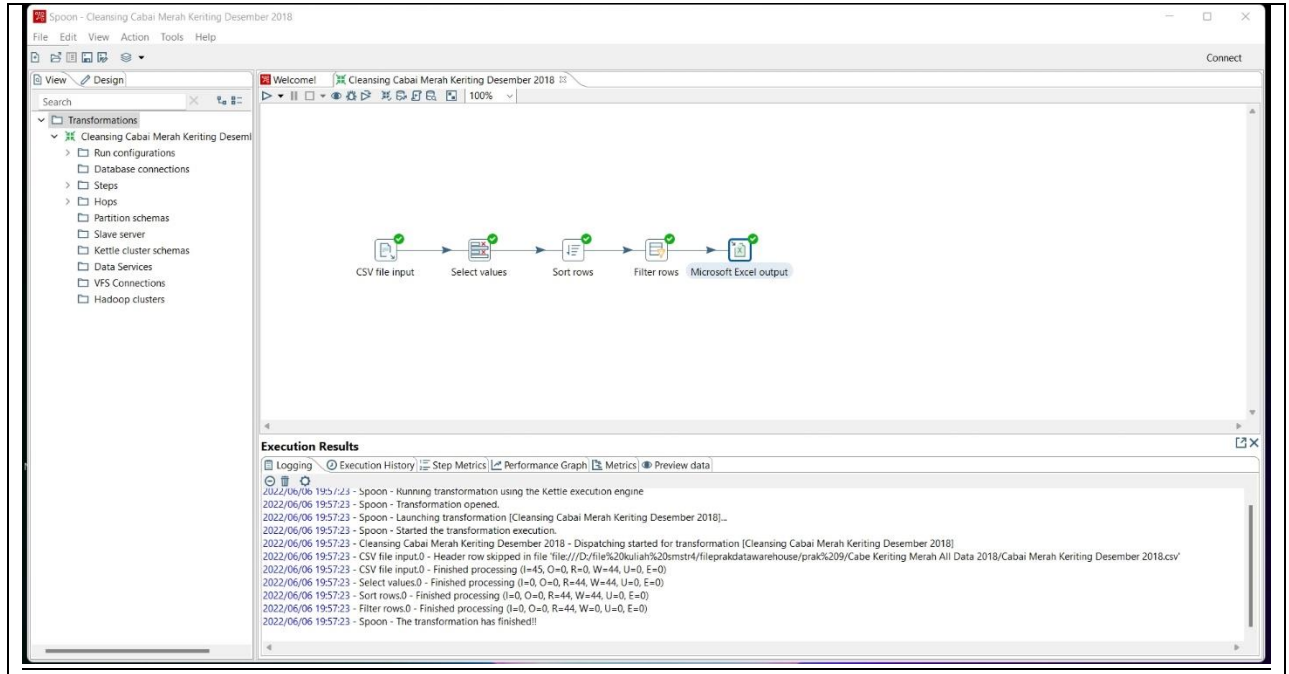 Spoon - Cleansing Cabai Merah Keriting Desember 2018
File Edit View Action Tools Help
Connect
View Design
Welcome! Cleansing Cabai Merah Keriting Desember 2018
100%
Search
Transformations
Cleansing Cabai Merah Keriting Deseml
Run configurations
Database connections
Steps
Hops
Partition schemas
Slave server
Kettle cluster schemas
Data Services
VFS Connections
Hadoop clusters
CSV file input Select values Sort rows Filter rows Microsoft Excel output
Execution Results
Logging Execution History Step Metrics Performance Graph Metrics Preview data
2022/06/06 19:57:23 - Spoon - Running transformation using the Kettle execution engine
2022/06/06 19:57:23 - Spoon - Transformation opened.
2022/06/06 19:57:23 - Spoon - Launching transformation [Cleansing Cabai Merah Keriting Desember 2018]...
2022/06/06 19:57:23 - Spoon - Started the transformation execution.
2022/06/06 19:57:23 - Cleansing Cabai Merah Keriting Desember 2018 - Dispatching started for transformation [Cleansing Cabai Merah Keriting Desember 2018]
2022/06/06 19:57:23 - CSV file input.0 - Header row skipped in file 'file:///D:/file%20kuliah%20smstr4/fileprakdatawarehouse/prak%209/Cabe Keriting Merah All Data 2018/Cabai Merah Keriting Desember 2018.csv'
2022/06/06 19:57:23 - CSV file input.0 - Finished processing (I=45, O=0, R=0, W=44, U=0, E=0)
2022/06/06 19:57:23 - Select values.0 - Finished processing (I=0, O=0, R=44, W=44, U=0, E=0)
2022/06/06 19:57:23 - Sort rows.0 - Finished processing (I=0, O=0, R=44, W=44, U=0, E=0)
2022/06/06 19:57:23 - Filter rows.0 - Finished processing (I=0, O=0, R=44, W=0, U=0, E=0)
2022/06/06 19:57:23 - Spoon - The transformation has finished!!